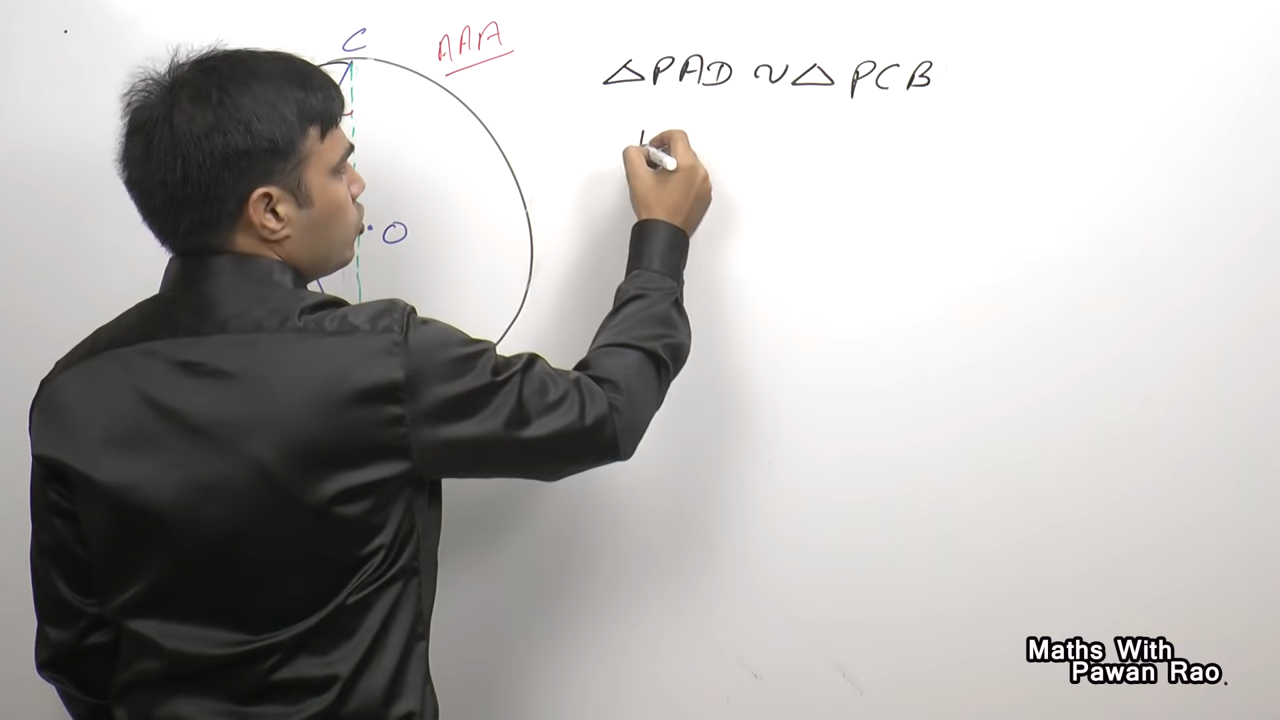 C
AAA
△PAD ~ △PCB
O
Maths With
Pawan Rao.